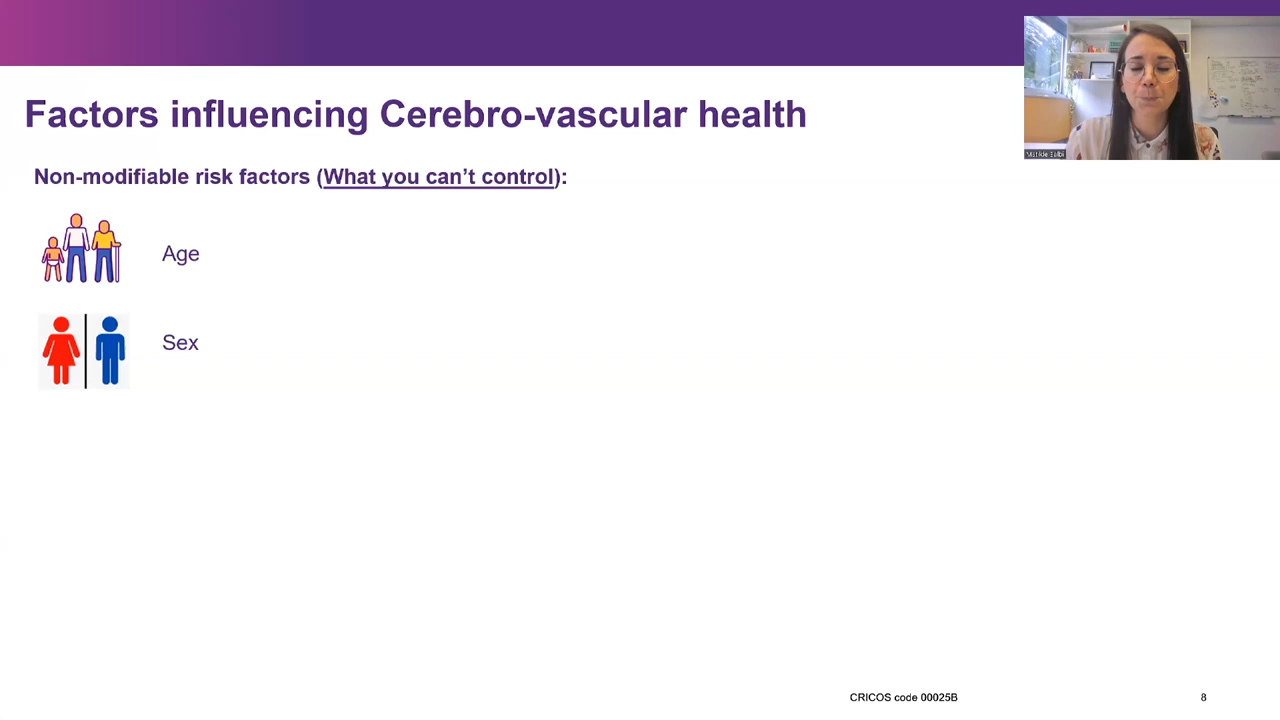 Factors influencing Cerebro-vascular health
Non-modifiable risk factors (What you can't control):
Age
Sex
CRICOS code 00025B
8